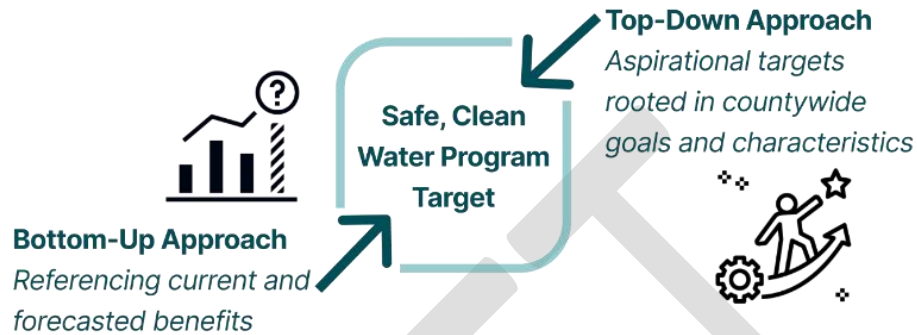 Top-Down Approach
Aspirational targets
rooted in countywide
goals and characteristics
Safe, Clean
Water Program
Target
?
Bottom-Up Approach
Referencing current and
forecasted benefits